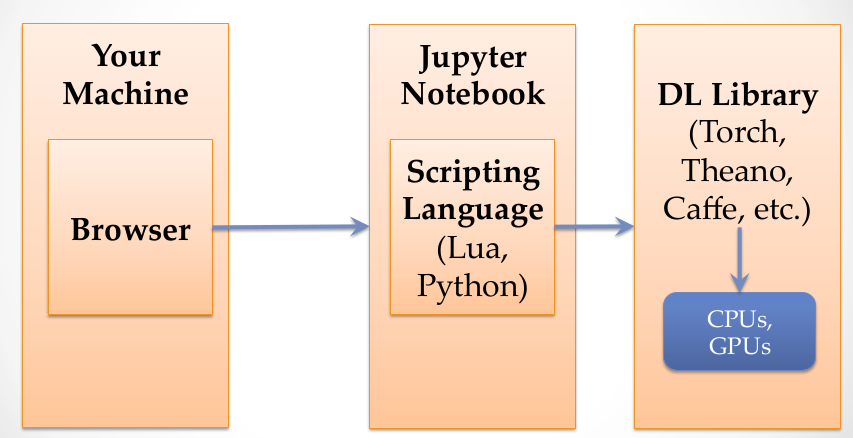 Your
Machine
Browser
Jupyter
Notebook
Scripting
Language
(Lua,
Python)
DL Library
(Torch,
Theano,
Caffe, etc.)
CPUs,
GPUs